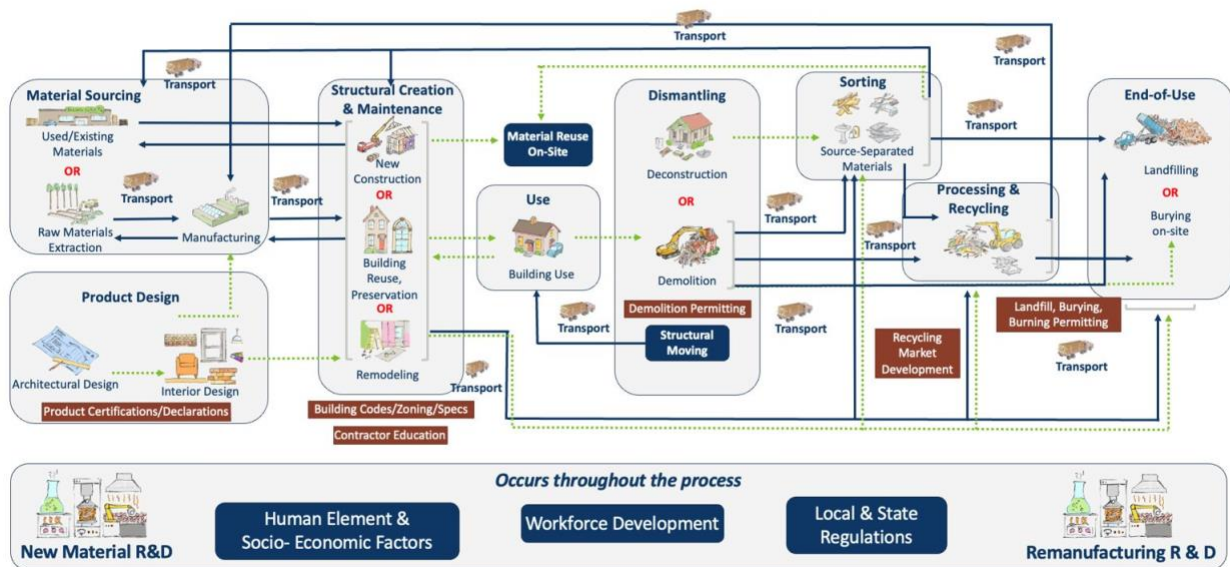 Transport
Transport
Transport
Material Sourcing
Used/Existing
Materials
OR
Transport
Raw Materials
Extraction
Manufacturing
Transport
Product Design
Architectural Design
Interior Design
Product Certifications/Declarations
Structural Creation
& Maintenance
New
Construction
OR
Building
Reuse,
Preservation
OR
Remodeling
Building Codes/Zoning/Specs
Contractor Education
Transport
Material Reuse
On-Site
Use
Building Use
Transport
Dismantling
Deconstruction
OR
Demolition
Demolition Permitting
Structural
Moving
Transport
Transport
Transport
Sorting
Source-Separated
Materials
Transport
Processing &
Recycling
Recycling
Market
Development
Landfill, Burying,
Burning Permitting
Transport
End-of-Use
Landfilling
OR
Burying
on-site
Occurs throughout the process
New Material R&D
Human Element &
Socio- Economic Factors
Workforce Development
Local & State
Regulations
Remanufacturing R & D